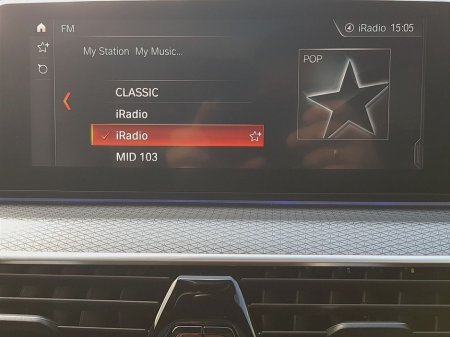 FM
iRadio 15:05
My Station My Music...
POP
CLASSIC
iRadio
iRadio
MID 103